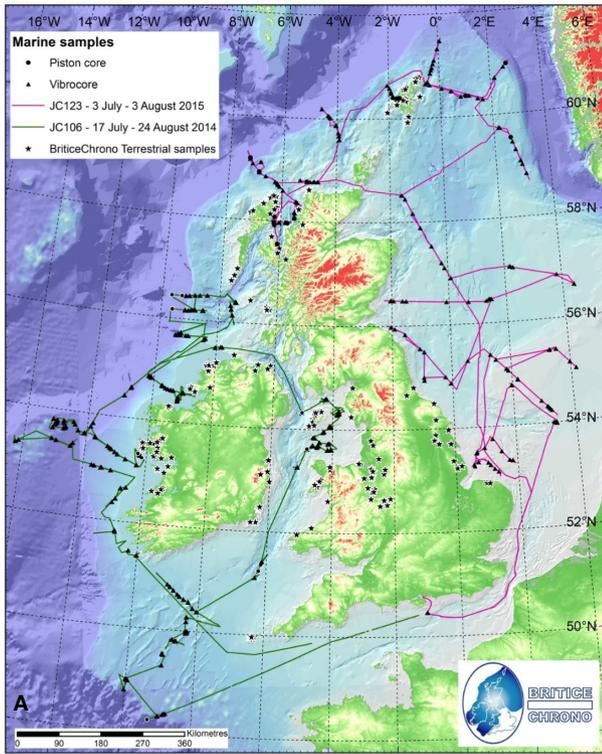 16°W 14°W 12°W 10°W 8°W 6°W 4°W 2°W 0° 2°E 4°E 6°E
Marine samples
Piston core
Vibrocore
JC123 - 3 July - 3 August 2015
JC106 - 17 July - 24 August 2014
BriticeChrono Terrestrial samples
60°N
58°N
56°N
54°N
52°N
50°N
A
Kilometres
0 90 180 270 360
BRITICE
CHRONO